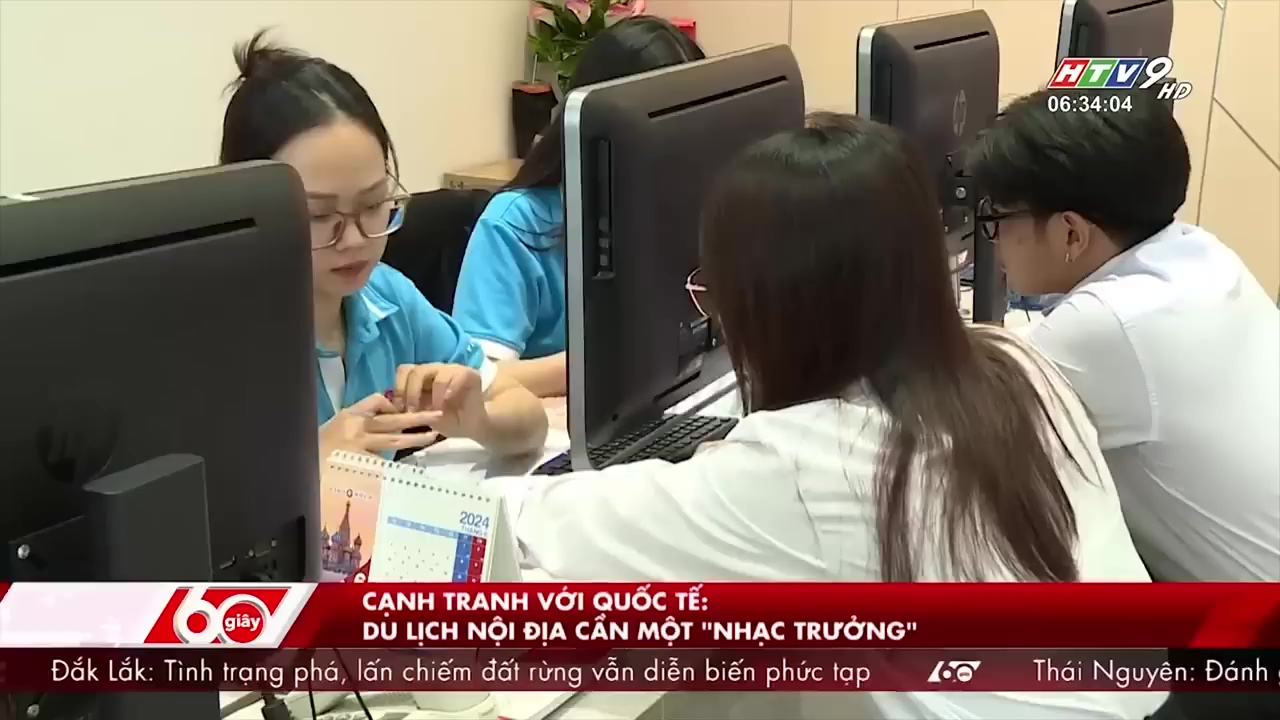 HTV9 HD
06:34:04
2024
60 giây
CẠNH TRANH VỚI QUỐC TẾ:
DU LỊCH NỘI ĐỊA CẦN MỘT "NHẠC TRƯỞNG"
Đắk Lắk: Tình trạng phá, lấn chiếm đất rừng vẫn diễn biến phức tạp 60 giây Thái Nguyên: Đánh